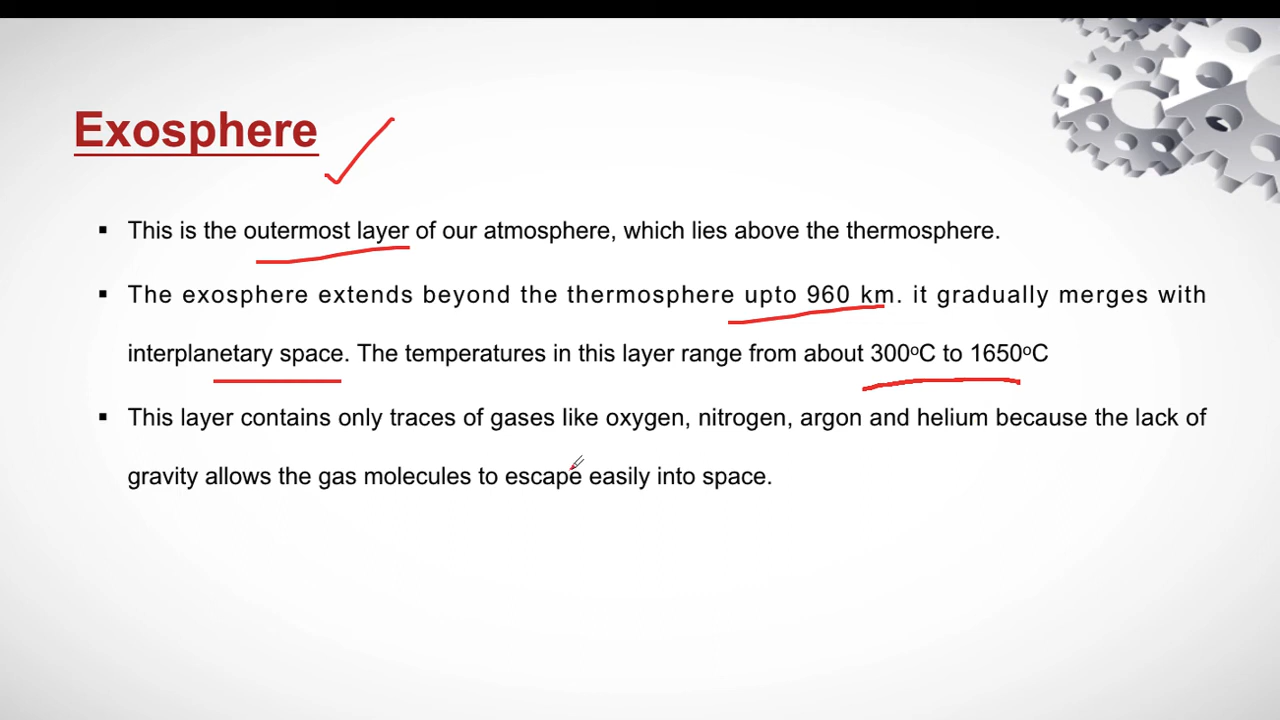 Exosphere
▪ This is the outermost layer of our atmosphere, which lies above the thermosphere.
▪ The exosphere extends beyond the thermosphere upto 960 km. it gradually merges with
interplanetary space. The temperatures in this layer range from about 300ºC to 1650ºC
▪ This layer contains only traces of gases like oxygen, nitrogen, argon and helium because the lack of
gravity allows the gas molecules to escape easily into space.